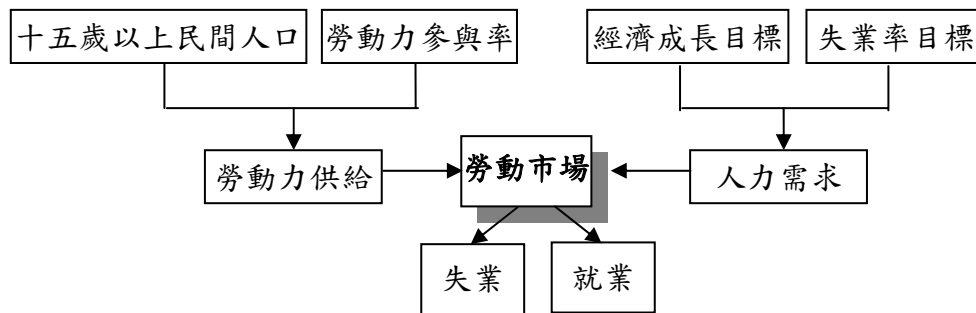 十五歲以上民間人口
勞動力參與率
經濟成長目標
失業率目標
勞動力供給
勞動市場
人力需求
失業
就業